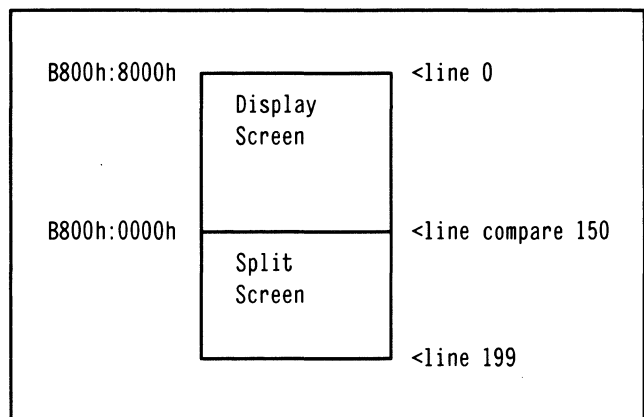 B800h:8000h <line 0
Display
Screen
B800h:0000h <line compare 150
Split
Screen
<line 199